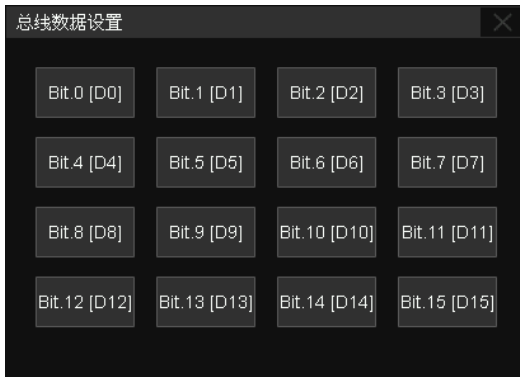 总线数据设置
Bit.0 [D0] Bit.1 [D1] Bit.2 [D2] Bit.3 [D3]
Bit.4 [D4] Bit.5 [D5] Bit.6 [D6] Bit.7 [D7]
Bit.8 [D8] Bit.9 [D9] Bit.10 [D10] Bit.11 [D11]
Bit.12 [D12] Bit.13 [D13] Bit.14 [D14] Bit.15 [D15]